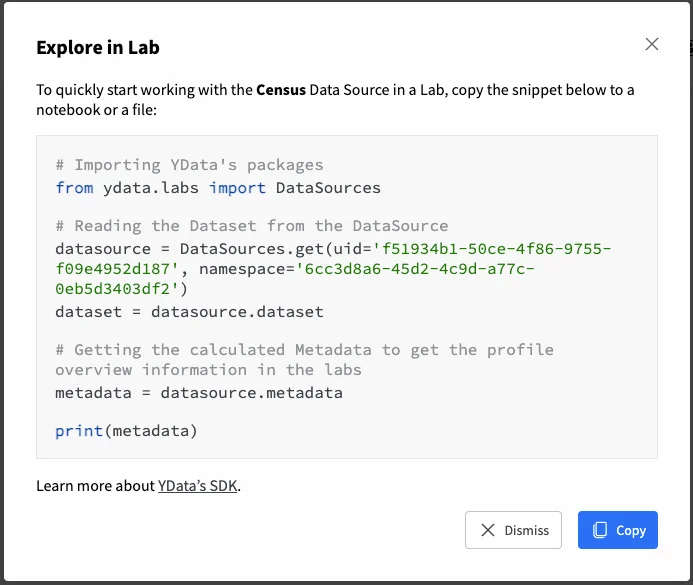 Explore in Lab
To quickly start working with the Census Data Source in a Lab, copy the snippet below to a
notebook or a file:
# Importing YData's packages
from ydata.labs import DataSources
# Reading the Dataset from the DataSource
datasource = DataSources.get(uid='f51934b1-50ce-4f86-9755-
f09e4952d187', namespace='6cc3d8a6-45d2-4c9d-a77c-
0eb5d3403df2')
dataset = datasource.dataset
# Getting the calculated Metadata to get the profile
overview information in the labs
metadata = datasource.metadata
print(metadata)
Learn more about YData’s SDK.
Dismiss
Copy